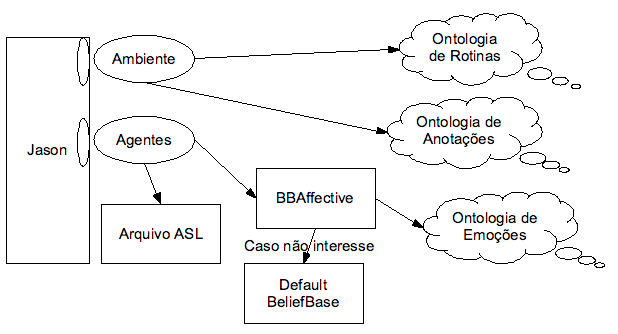 Ontologia
de Rotinas
Ambiente
Ontologia de
Anotações
Agentes
Jason
BBAffective
Ontologia de
Emoções
Arquivo ASL
Caso não interesse
Default
BeliefBase